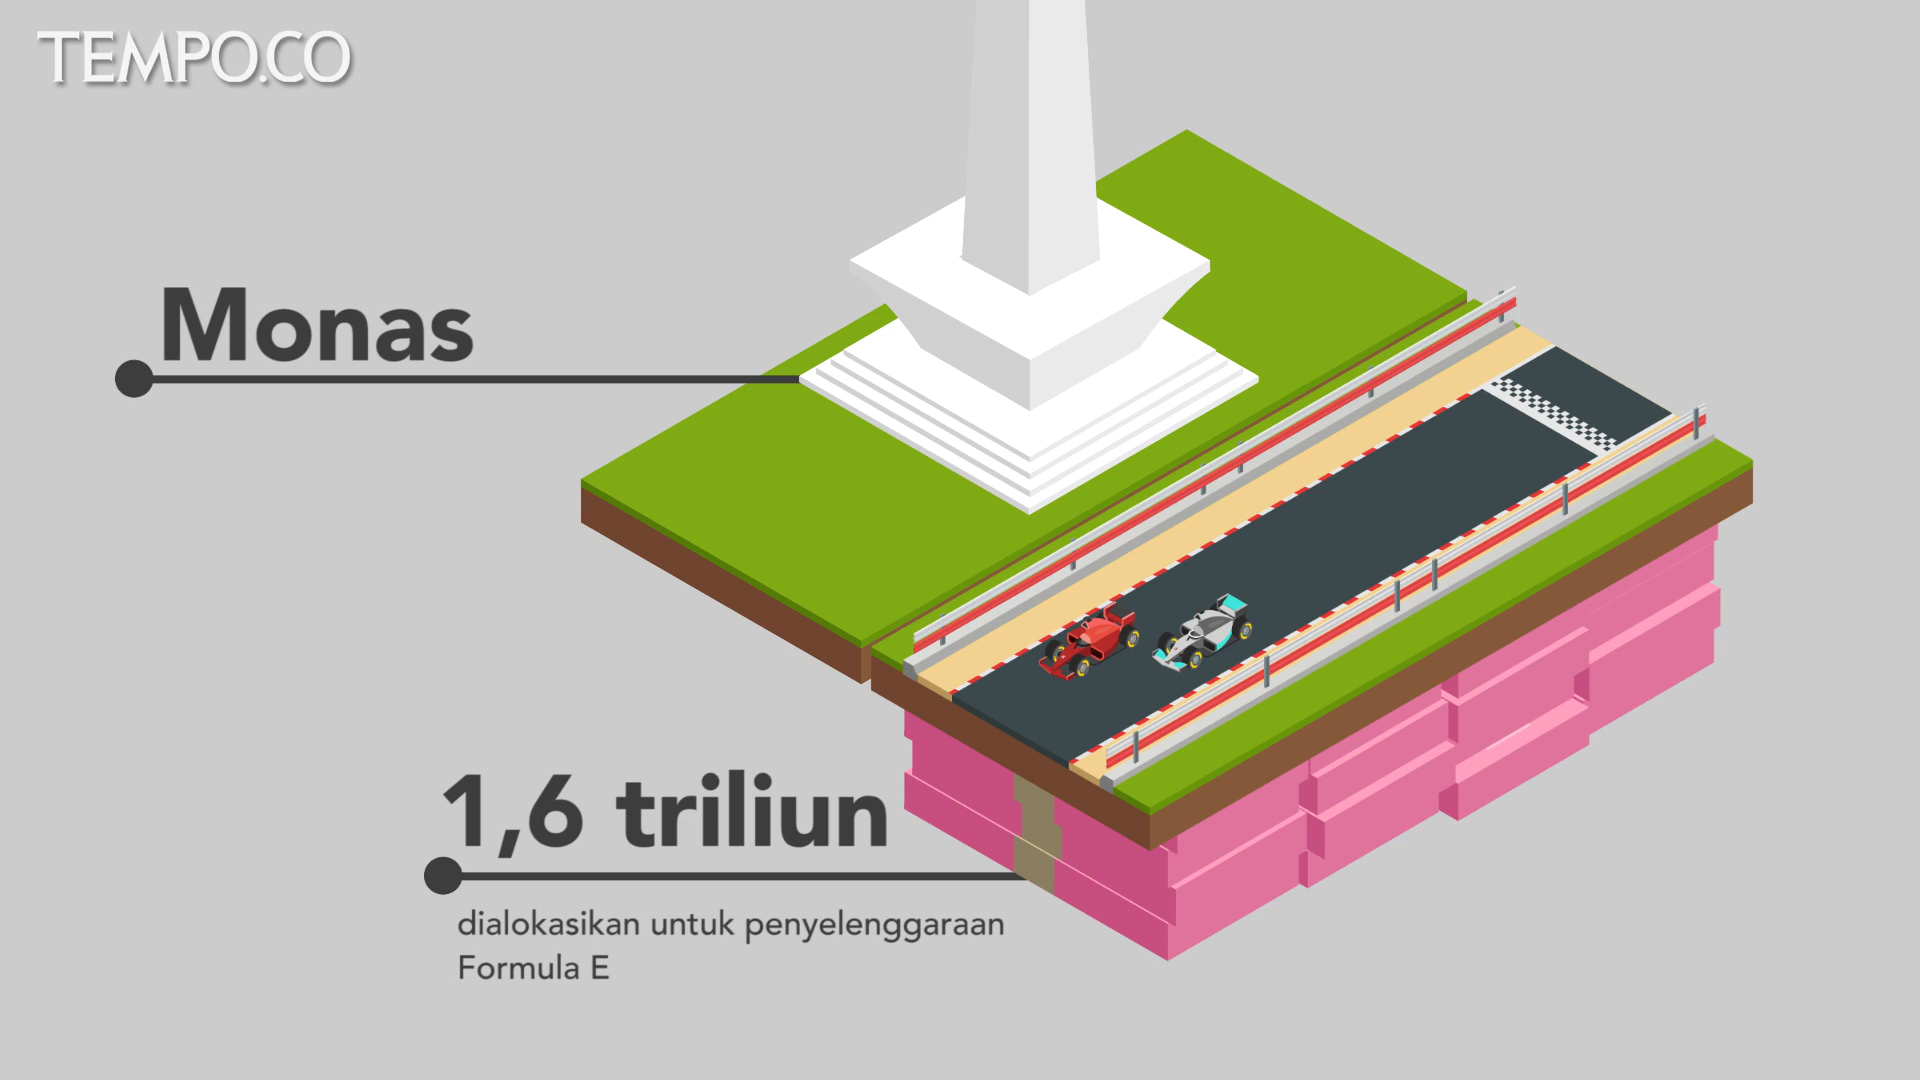 TEMPO.CO
Monas
1,6 triliun
dialokasikan untuk penyelenggaraan
Formula E